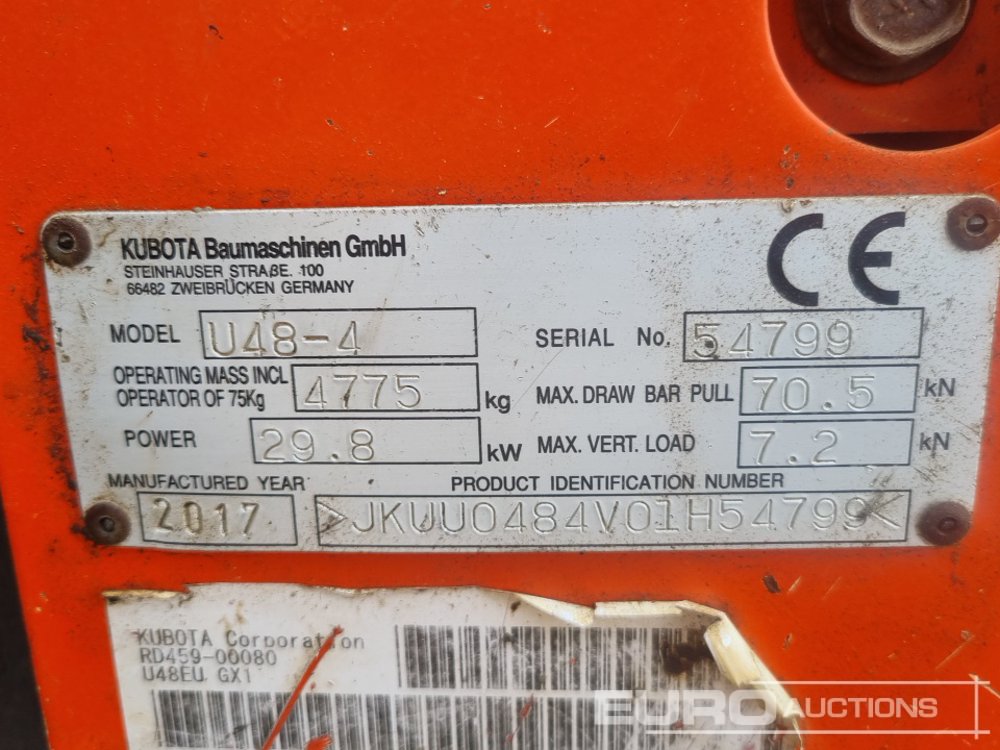 KUBOTA Baumaschinen GmbH
STEINHAUSER STRAßE. 100
66482 ZWEIBRÜCKEN GERMANY
CE
MODEL U48-4
SERIAL No. 54799
OPERATING MASS INCL
OPERATOR OF 75Kg 4775 kg
MAX. DRAW BAR PULL 70.5 kN
POWER 29.8 kW
MAX. VERT. LOAD 7.2 kN
MANUFACTURED YEAR
2017
PRODUCT IDENTIFICATION NUMBER
>JKUU0484V01H54799<
KUBOTA Corporation
RD459-00080
U48EU GX1
EURO AUCTIONS